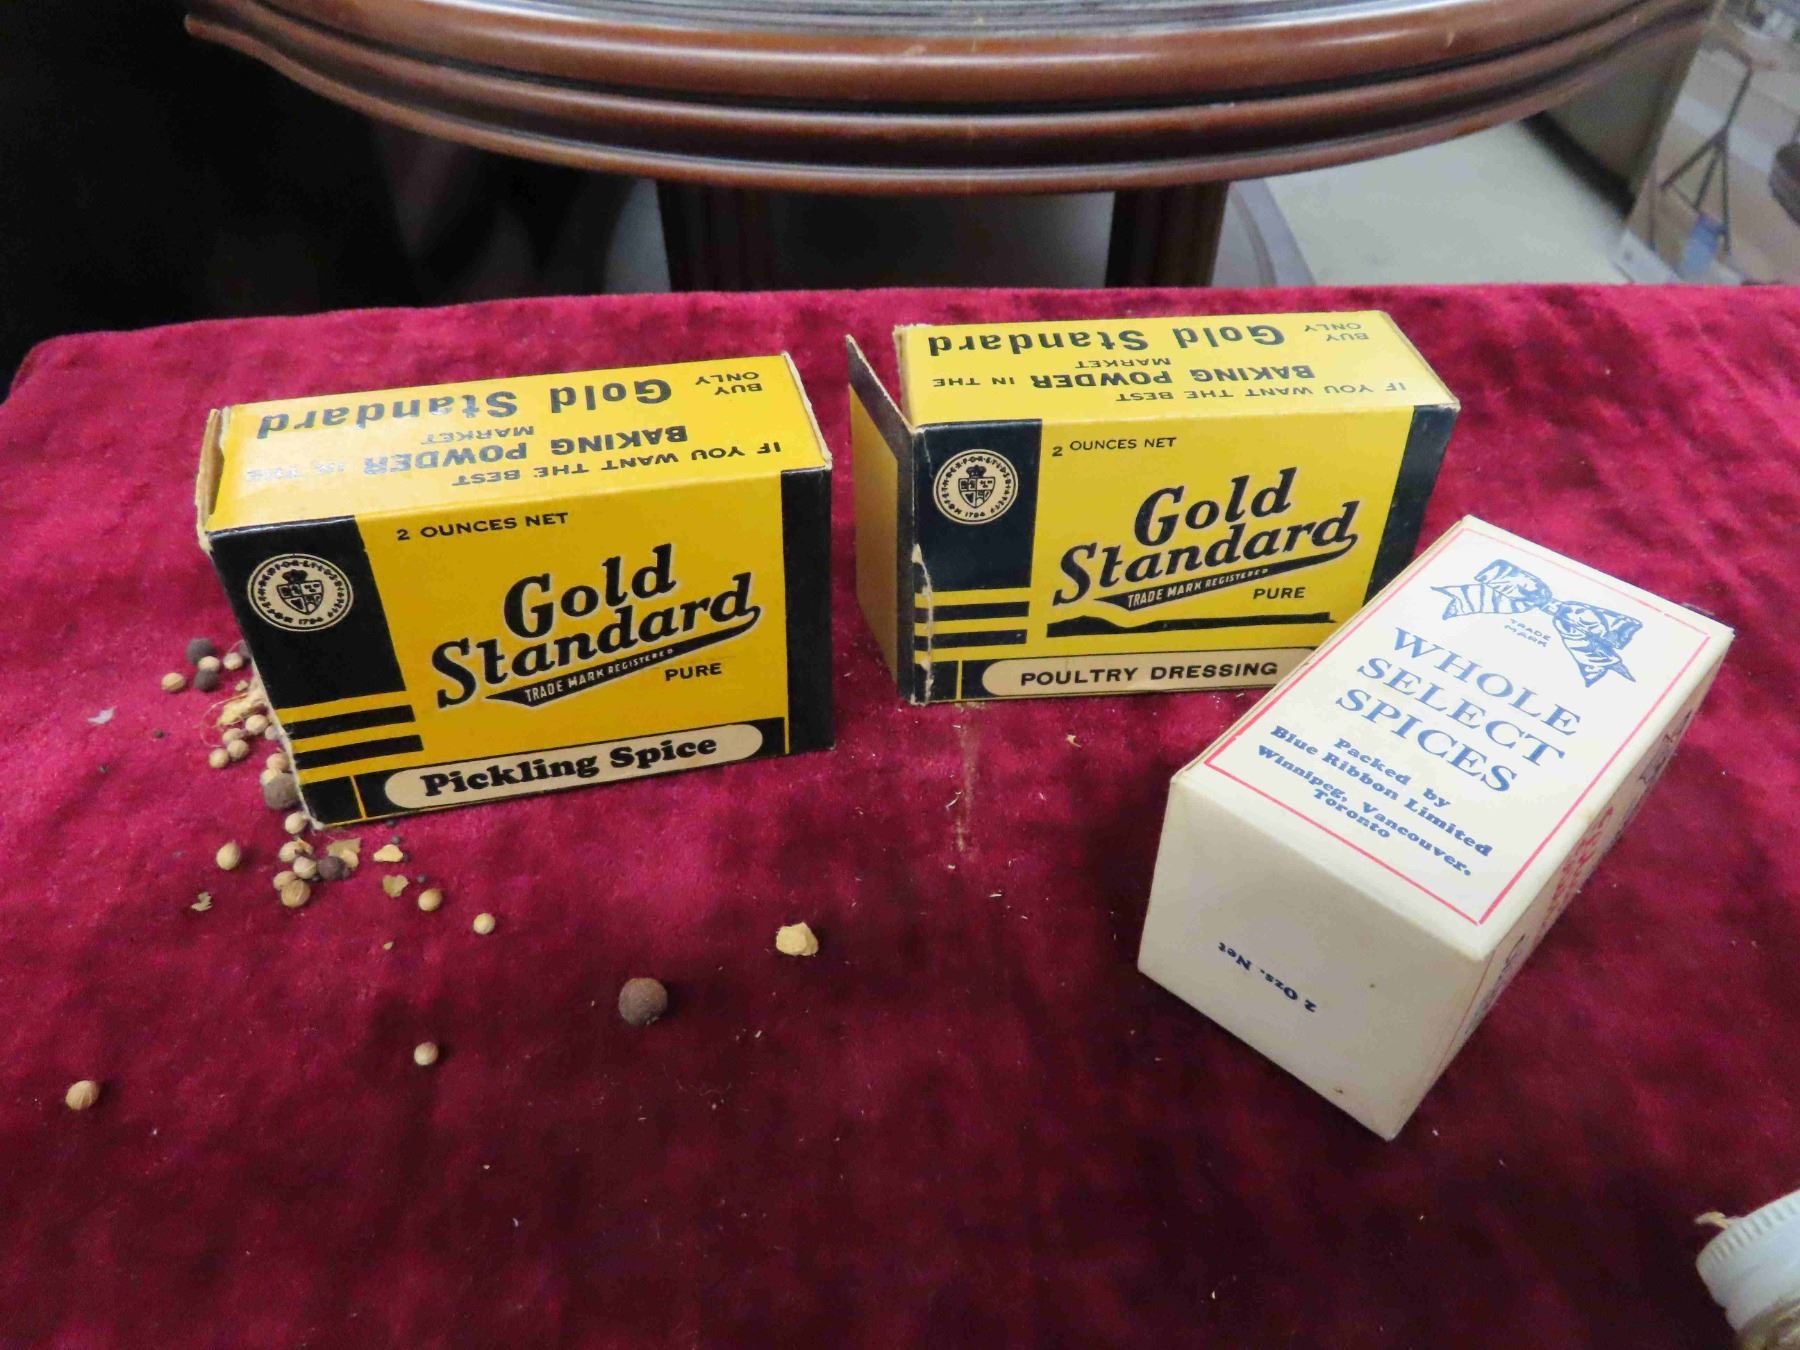 IF YOU WANT THE BEST
BAKING POWDER IN THE
MARKET
BUY
ONLY
Gold Standard
2 OUNCES NET
Gold
Standard
TRADE MARK REGISTERED
PURE
Pickling Spice
IF YOU WANT THE BEST
BAKING POWDER IN THE
MARKET
BUY
ONLY
Gold Standard
2 OUNCES NET
Gold
Standard
TRADE MARK REGISTERED
PURE
POULTRY DRESSING
TRADE
MARK
WHOLE
SELECT
SPICES
Packed by
Blue Ribbon Limited
Winnipeg, Vancouver.
Toronto
2 Ozs. Net